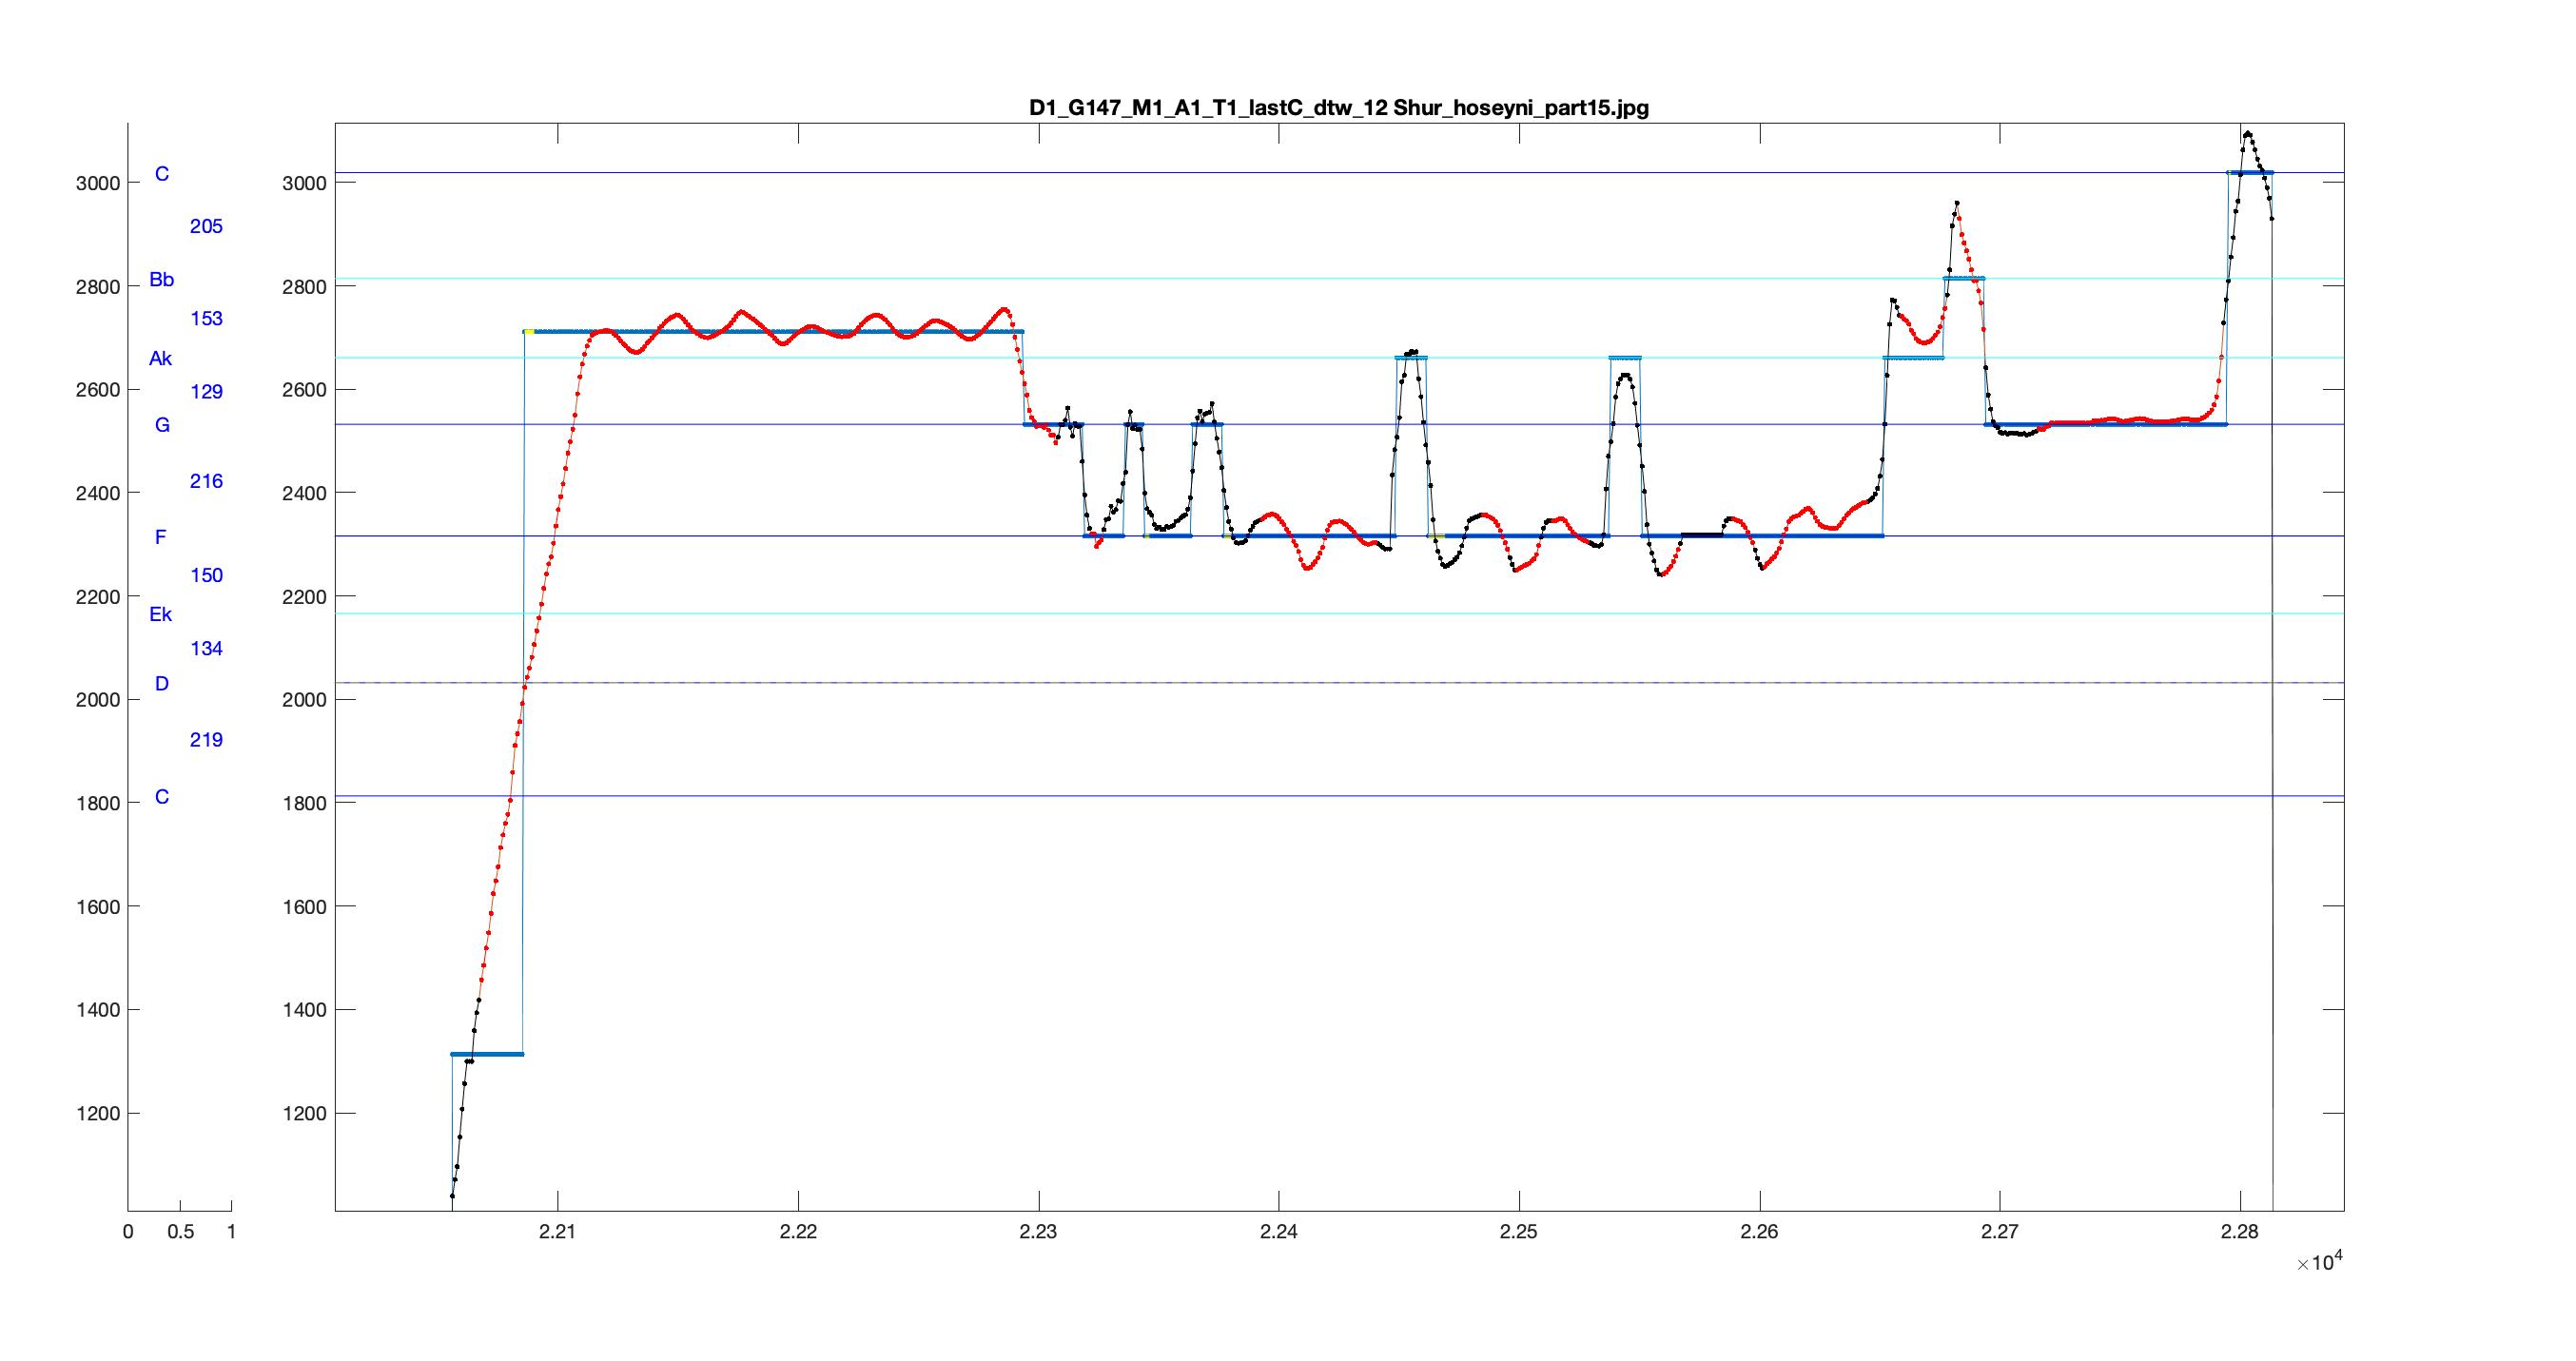 D1_G147_M1_A1_T1_lastC_dtw_12 Shur_hoseyni_part15.jpg
3000 C 3000
205
2800 Bb 2800
153
Ak
2600 129 2600
G
2400 216 2400
F
150
2200 Ek 2200
134
2000 D 2000
219
1800 C 1800
1600 1600
1400 1400
1200 1200
0 0.5 1 2.21 2.22 2.23 2.24 2.25 2.26 2.27 2.28
×10^4